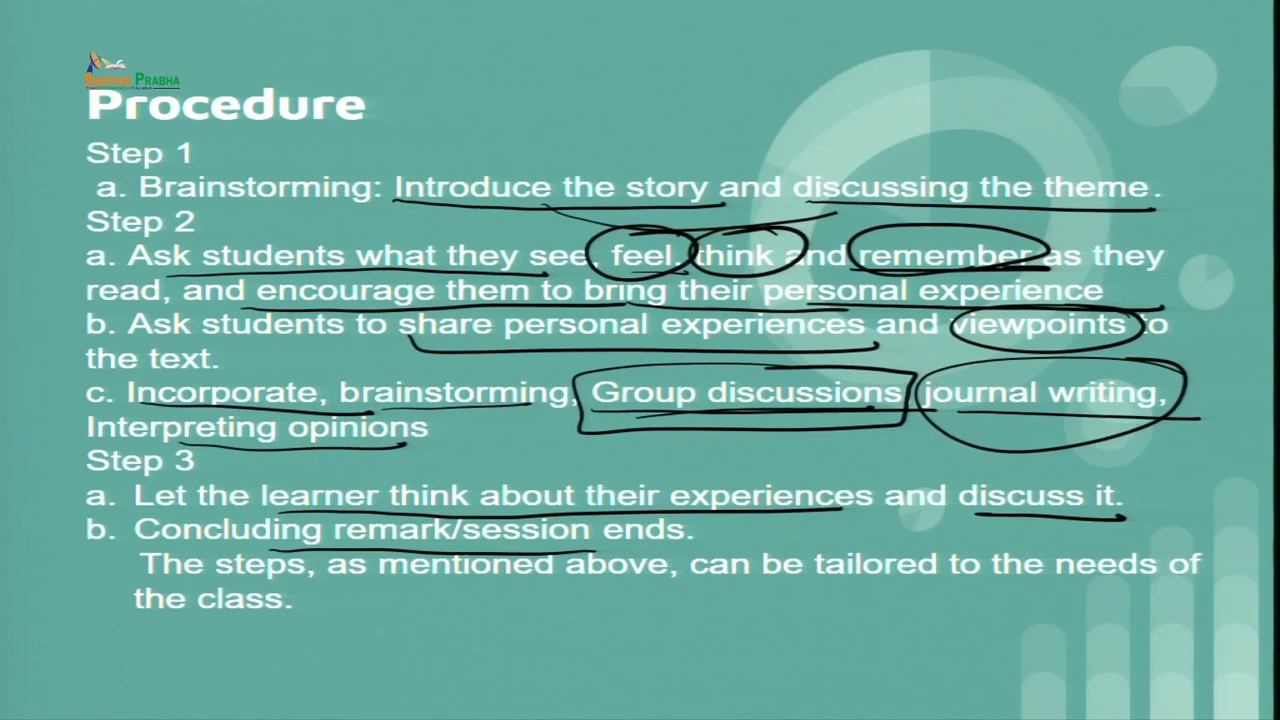 PRABHA
Procedure
Step 1
a. Brainstorming: Introduce the story and discussing the theme.
Step 2
a. Ask students what they see, feel, think and remember as they
read, and encourage them to bring their personal experience
b. Ask students to share personal experiences and viewpoints to
the text.
c. Incorporate, brainstorming, Group discussions, journal writing,
Interpreting opinions
Step 3
a. Let the learner think about their experiences and discuss it.
b. Concluding remark/session ends.
The steps, as mentioned above, can be tailored to the needs of
the class.